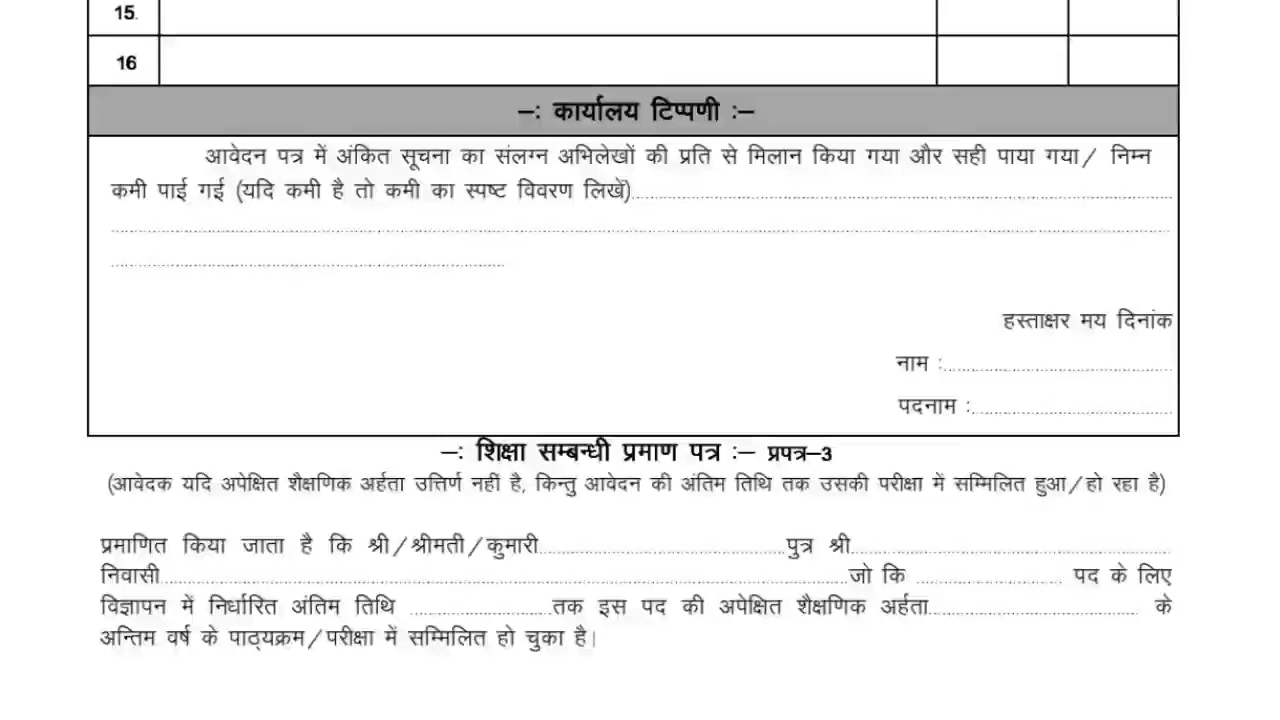 15.
16
–: कार्यालय टिप्पणी :–
आवेदन पत्र में अंकित सूचना का संलग्न अभिलेखों की प्रति से मिलान किया गया और सही पाया गया/ निम्न
कमी पाई गई (यदि कमी है तो कमी का स्पष्ट विवरण लिखें)..............................
..............................
..............................
हस्ताक्षर मय दिनांक
नाम :..............................
पदनाम :..............................
–: शिक्षा सम्बन्धी प्रमाण पत्र :– प्रपत्र–3
(आवेदक यदि अपेक्षित शैक्षणिक अर्हता उत्तिर्ण नहीं है, किन्तु आवेदन की अंतिम तिथि तक उसकी परीक्षा में सम्मिलित हुआ/हो रहा है)
प्रमाणित किया जाता है कि श्री/श्रीमती/कुमारी..............................पुत्र श्री..............................
निवासी..............................जो कि .................... पद के लिए
विज्ञापन में निर्धारित अंतिम तिथि ....................तक इस पद की अपेक्षित शैक्षणिक अर्हता.............................. के
अन्तिम वर्ष के पाठ्यक्रम/परीक्षा में सम्मिलित हो चुका है।